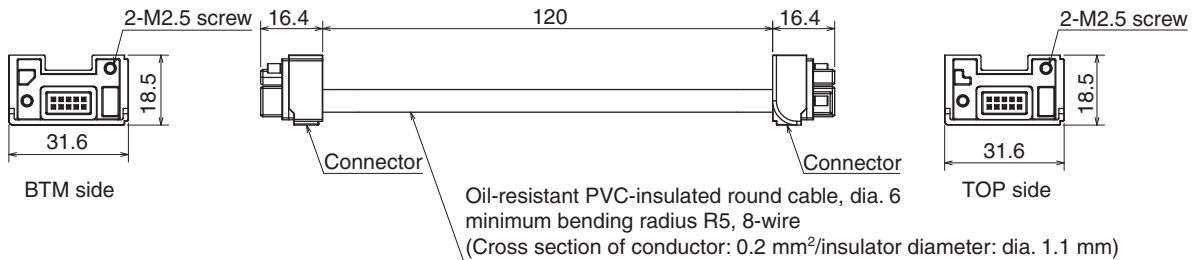 2-M2.5 screw
16.4
120
16.4
2-M2.5 screw
18.5
18.5
31.6
31.6
Connector
Connector
BTM side
TOP side
Oil-resistant PVC-insulated round cable, dia. 6
minimum bending radius R5, 8-wire
(Cross section of conductor: 0.2 mm²/insulator diameter: dia. 1.1 mm)